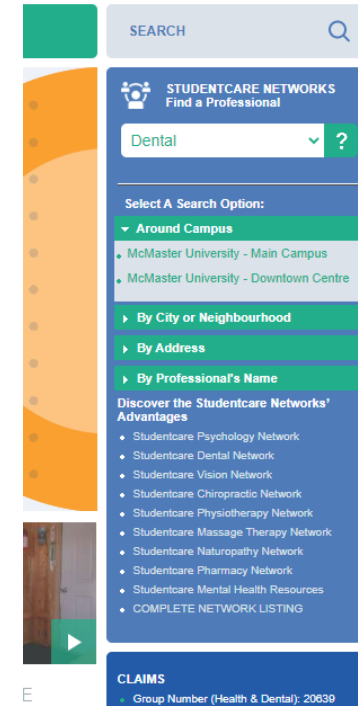 SEARCH
STUDENTCARE NETWORKS
Find a Professional
Dental
?
Select A Search Option:
Around Campus
McMaster University - Main Campus
McMaster University - Downtown Centre
By City or Neighbourhood
By Address
By Professional's Name
Discover the Studentcare Networks'
Advantages
Studentcare Psychology Network
Studentcare Dental Network
Studentcare Vision Network
Studentcare Chiropractic Network
Studentcare Physiotherapy Network
Studentcare Massage Therapy Network
Studentcare Naturopathy Network
Studentcare Pharmacy Network
Studentcare Mental Health Resources
COMPLETE NETWORK LISTING
E
CLAIMS
Group Number (Health & Dental): 20639